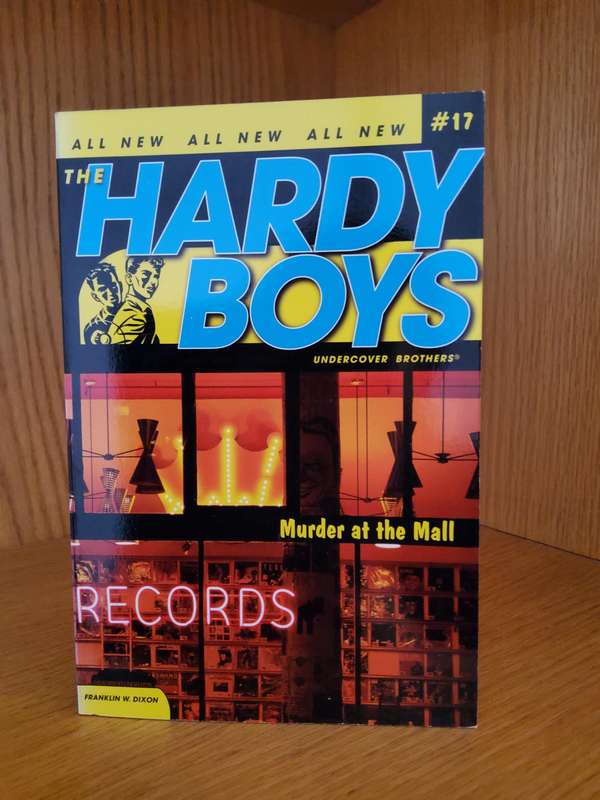 ALL NEW ALL NEW ALL NEW #17
THE
HARDY
BOYS
UNDERCOVER BROTHERS®
Murder at the Mall
RECORDS
FRANKLIN W. DIXON